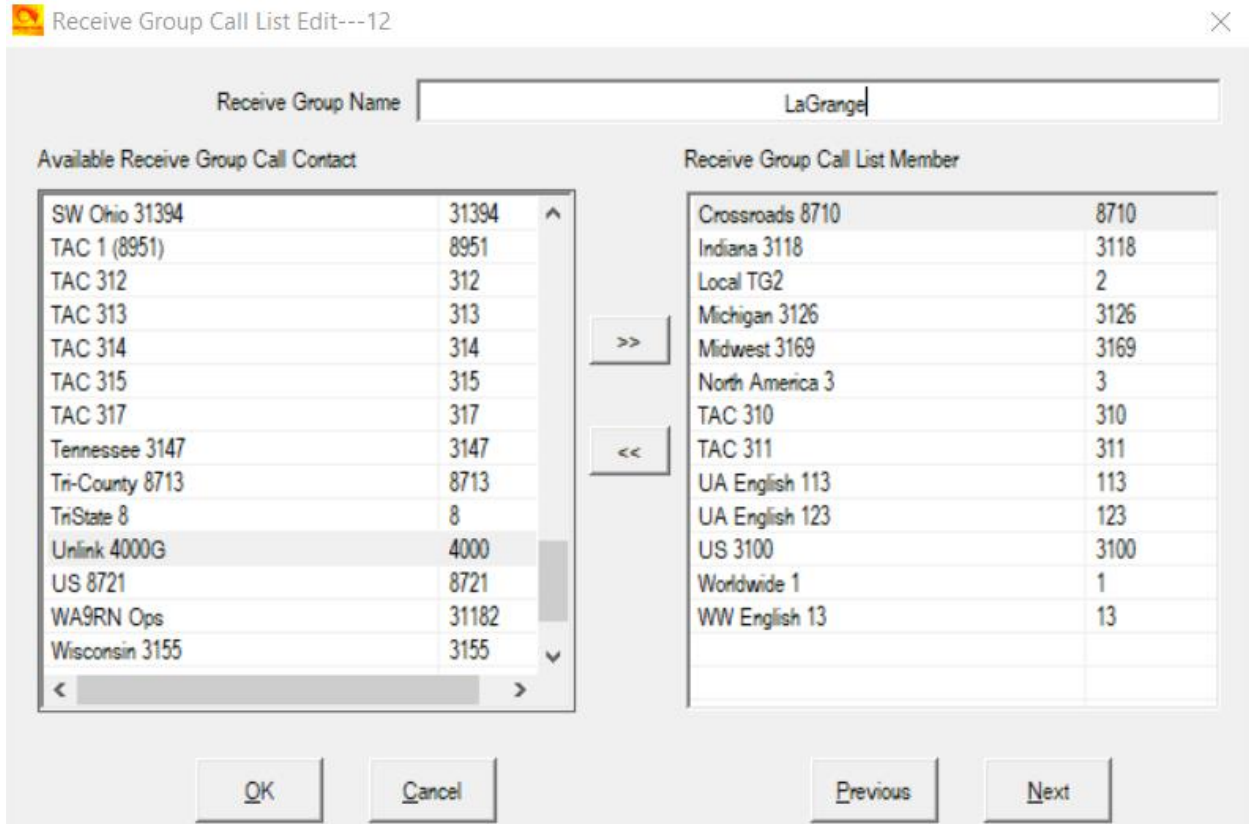 Receive Group Call List Edit---12
Receive Group Name LaGrange
Available Receive Group Call Contact
SW Ohio 31394 31394
TAC 1 (8951) 8951
TAC 312 312
TAC 313 313
TAC 314 314
TAC 315 315
TAC 317 317
Tennessee 3147 3147
Tri-County 8713 8713
TriState 8 8
Unlink 4000G 4000
US 8721 8721
WA9RN Ops 31182
Wisconsin 3155 3155
>>
<<
Receive Group Call List Member
Crossroads 8710 8710
Indiana 3118 3118
Local TG2 2
Michigan 3126 3126
Midwest 3169 3169
North America 3 3
TAC 310 310
TAC 311 311
UA English 113 113
UA English 123 123
US 3100 3100
Worldwide 1 1
WW English 13 13
OK Cancel Previous Next